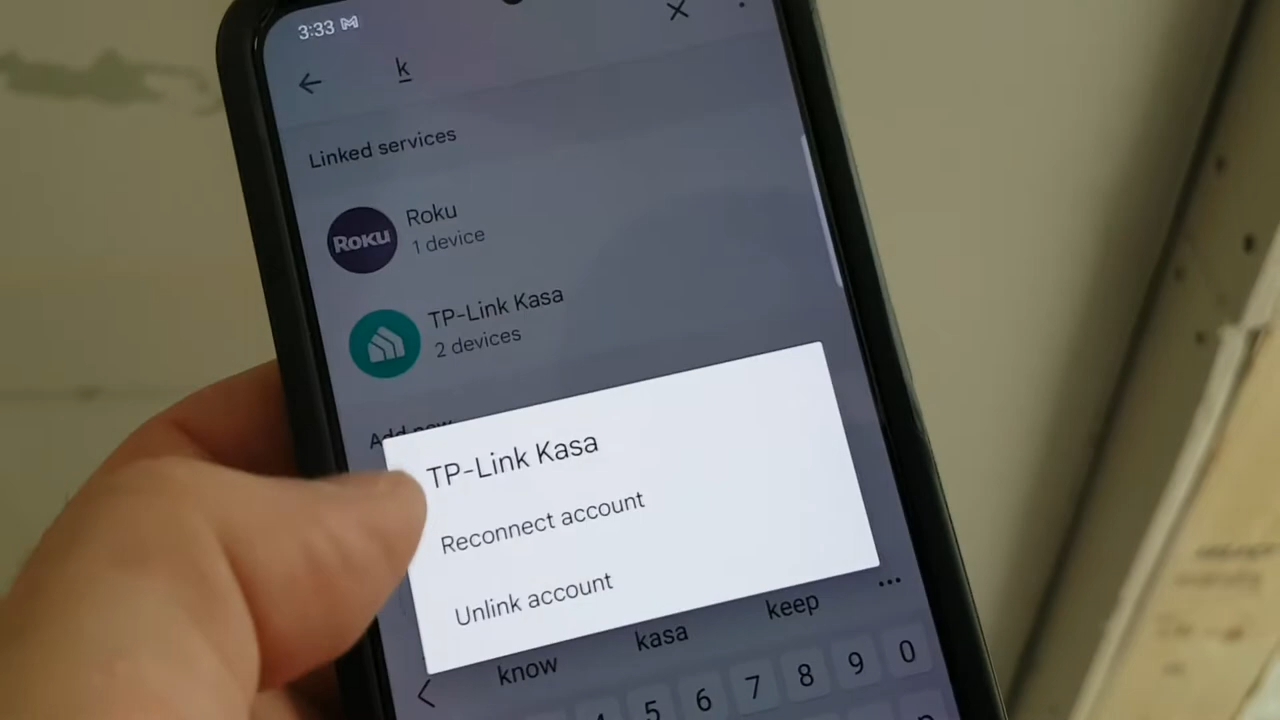 3:33
k
Linked services
Roku
Roku
1 device
TP-Link Kasa
2 devices
Add new
TP-Link Kasa
Reconnect account
Unlink account
know kasa keep
5 6 7 8 9 0